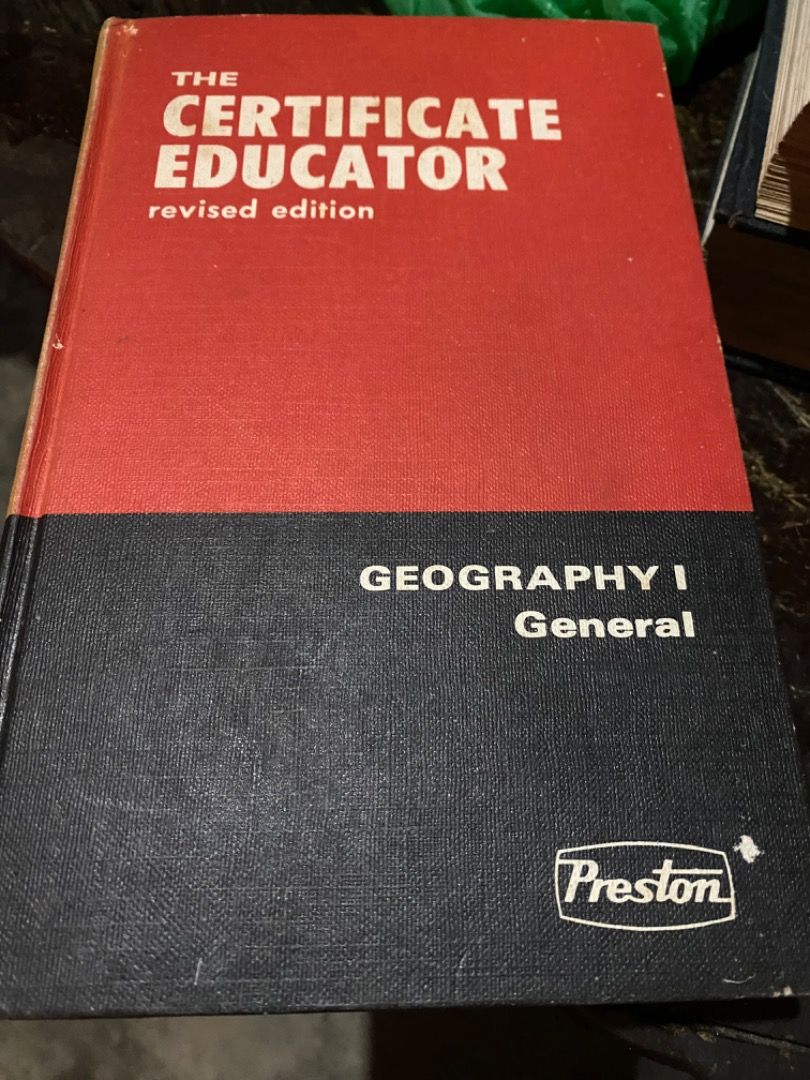 THE
CERTIFICATE
EDUCATOR
revised edition
GEOGRAPHY I
General
Preston